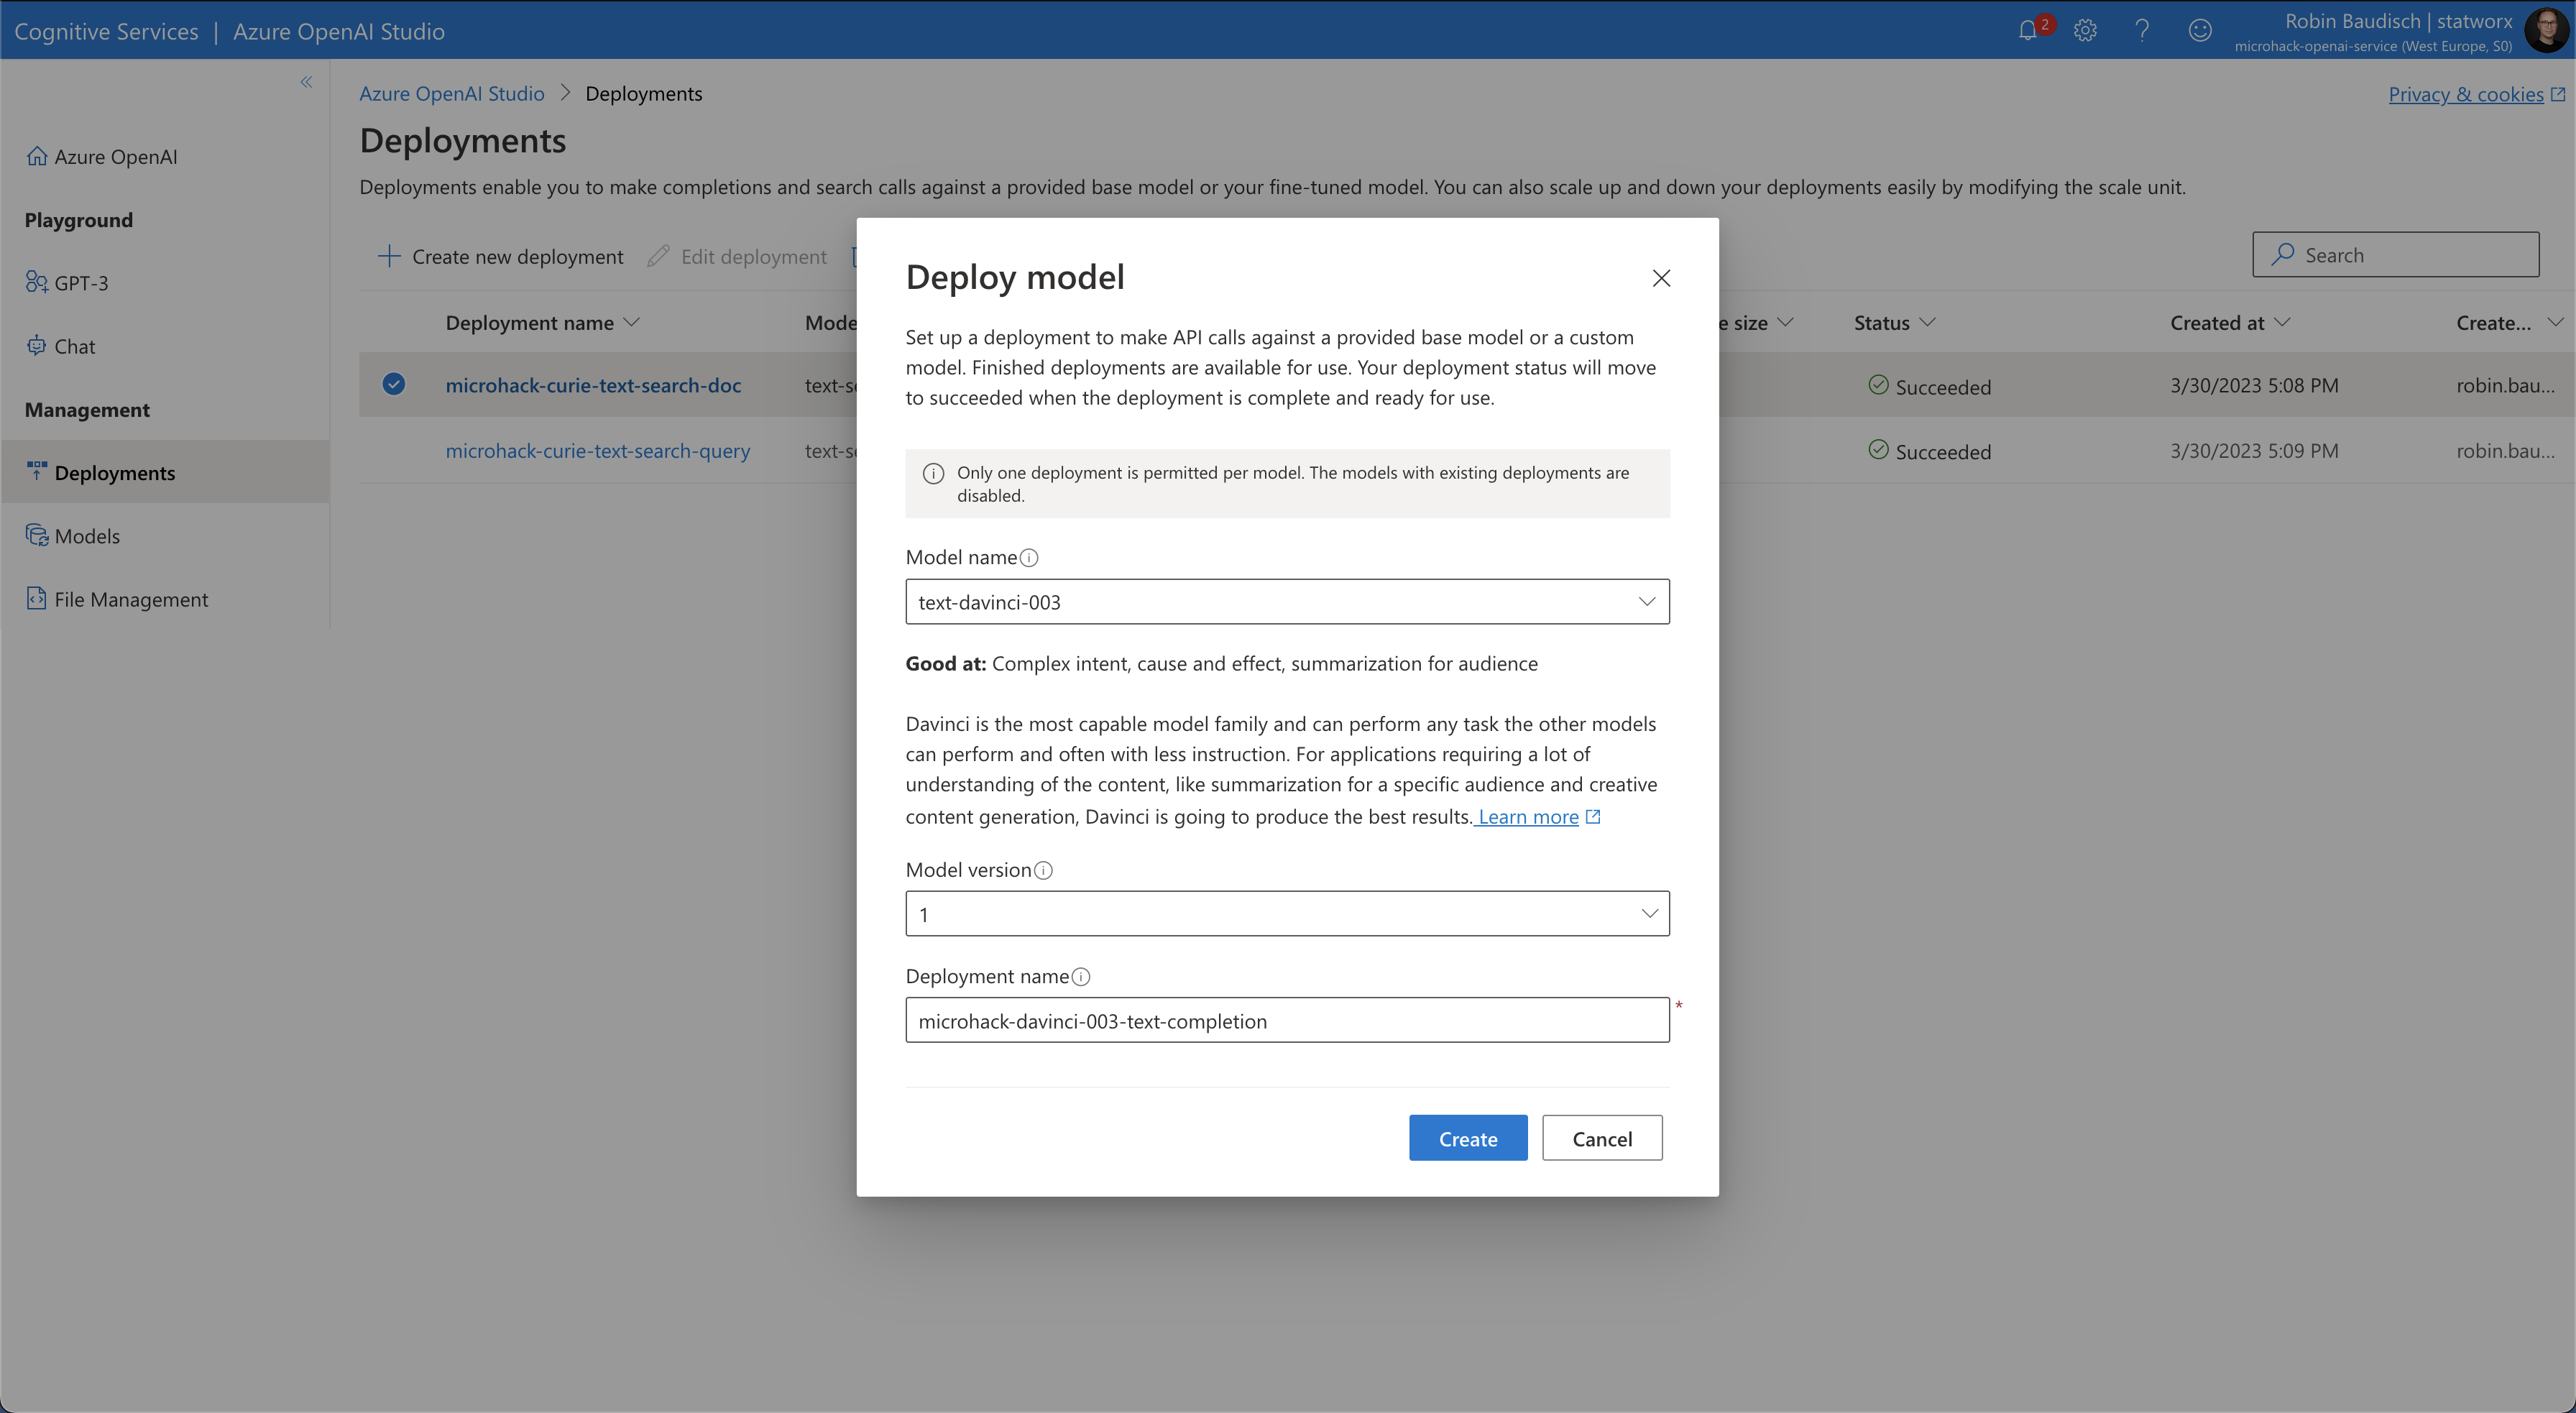 Cognitive Services | Azure OpenAI Studio
2
Robin Baudisch | statworx
microhack-openai-service (West Europe, S0)
Azure OpenAI Studio > Deployments
Privacy & cookies
Azure OpenAI
Playground
GPT-3
Chat
Management
Deployments
Models
File Management
Deployments
Deployments enable you to make completions and search calls against a provided base model or your fine-tuned model. You can also scale up and down your deployments easily by modifying the scale unit.
Create new deployment
Edit deployment
Search
Deployment name
Mode
e size
Status
Created at
Create...
microhack-curie-text-search-doc
text-s
Succeeded
3/30/2023 5:08 PM
robin.bau...
microhack-curie-text-search-query
text-s
Succeeded
3/30/2023 5:09 PM
robin.bau...
Deploy model
Set up a deployment to make API calls against a provided base model or a custom
model. Finished deployments are available for use. Your deployment status will move
to succeeded when the deployment is complete and ready for use.
Only one deployment is permitted per model. The models with existing deployments are
disabled.
Model name
text-davinci-003
Good at: Complex intent, cause and effect, summarization for audience
Davinci is the most capable model family and can perform any task the other models
can perform and often with less instruction. For applications requiring a lot of
understanding of the content, like summarization for a specific audience and creative
content generation, Davinci is going to produce the best results. Learn more
Model version
1
Deployment name
microhack-davinci-003-text-completion
*
Create
Cancel